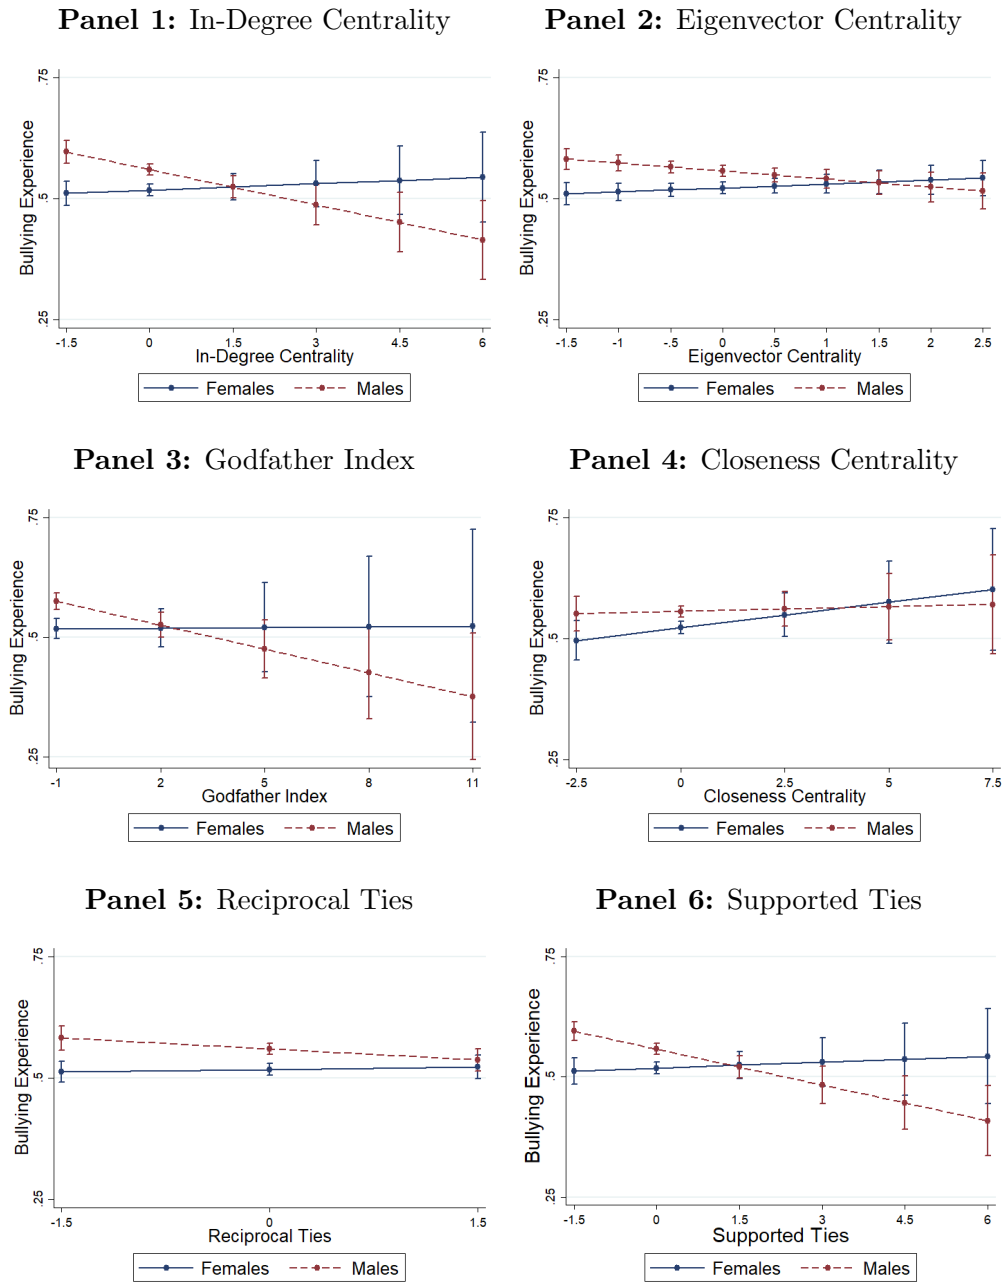 Panel 1: In-Degree Centrality
Bullying Experience
.75
.5
.25
-1.5 0 1.5 3 4.5 6
In-Degree Centrality
Females Males
Panel 2: Eigenvector Centrality
Bullying Experience
.75
.5
.25
-1.5 -1 -.5 0 .5 1 1.5 2 2.5
Eigenvector Centrality
Females Males
Panel 3: Godfather Index
Bullying Experience
.75
.5
.25
-1 2 5 8 11
Godfather Index
Females Males
Panel 4: Closeness Centrality
Bullying Experience
.75
.5
.25
-2.5 0 2.5 5 7.5
Closeness Centrality
Females Males
Panel 5: Reciprocal Ties
Bullying Experience
.75
.5
.25
-1.5 0 1.5
Reciprocal Ties
Females Males
Panel 6: Supported Ties
Bullying Experience
.75
.5
.25
-1.5 0 1.5 3 4.5 6
Supported Ties
Females Males